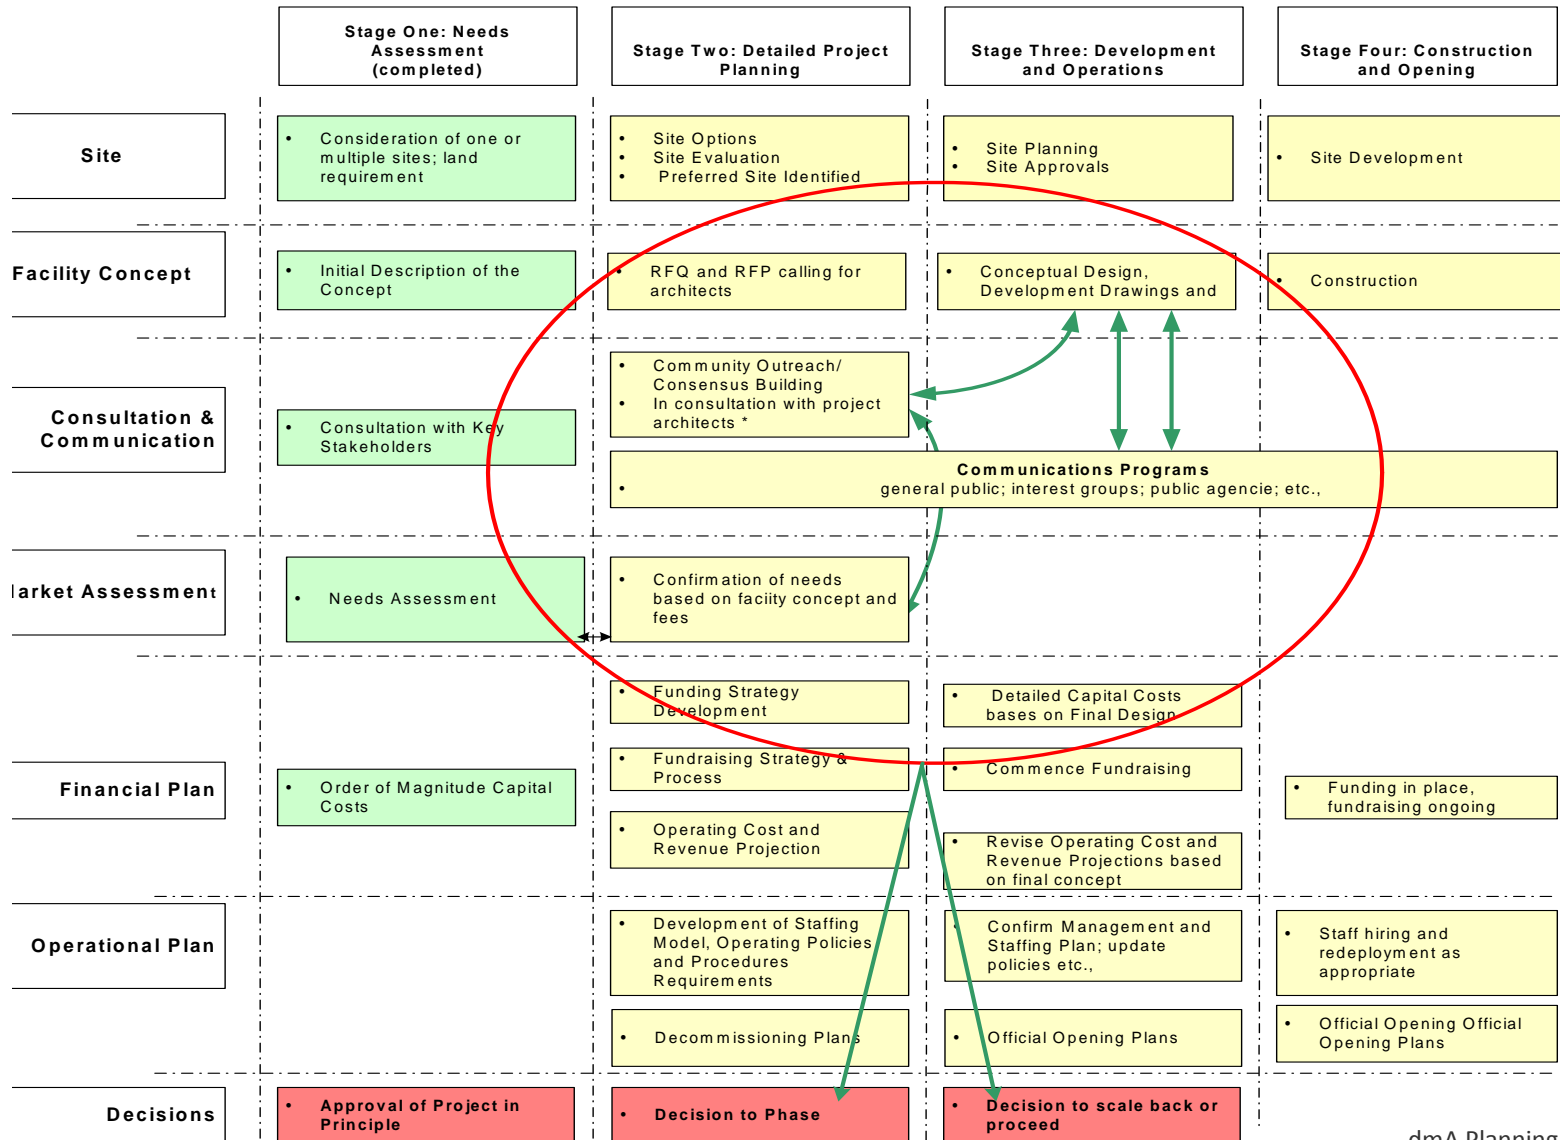 Stage One: Needs
Assessment
(completed)
Stage Two: Detailed Project
Planning
Stage Three: Development
and Operations
Stage Four: Construction
and Opening
Site
• Consideration of one or
multiple sites; land
requirement
• Site Options
• Site Evaluation
• Preferred Site Identified
• Site Planning
• Site Approvals
• Site Development
Facility Concept
• Initial Description of the
Concept
• RFQ and RFP calling for
architects
• Conceptual Design,
Development Drawings and
• Construction
Consultation &
Communication
• Consultation with Key
Stakeholders
• Community Outreach/
Consensus Building
• In consultation with project
architects *
Communications Programs
• general public; interest groups; public agencie; etc.,
larket Assessment
• Needs Assessment
• Confirmation of needs
based on faciity concept and
fees
Financial Plan
• Order of Magnitude Capital
Costs
• Funding Strategy
Development
• Fundraising Strategy &
Process
• Operating Cost and
Revenue Projection
• Detailed Capital Costs
bases on Final Design
• Commence Fundraising
• Revise Operating Cost and
Revenue Projections based
on final concept
• Funding in place,
fundraising ongoing
Operational Plan
• Development of Staffing
Model, Operating Policies
and Procedures
Requirements
• Decommissioning Plans
• Confirm Management and
Staffing Plan; update
policies etc.,
• Official Opening Plans
• Staff hiring and
redeployment as
appropriate
• Official Opening Official
Opening Plans
Decisions
• Approval of Project in
Principle
• Decision to Phase
• Decision to scale back or
proceed
dmA Planning